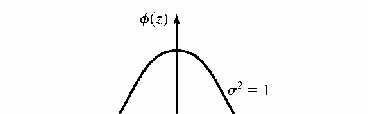 ϕ(z)
σ² = 1